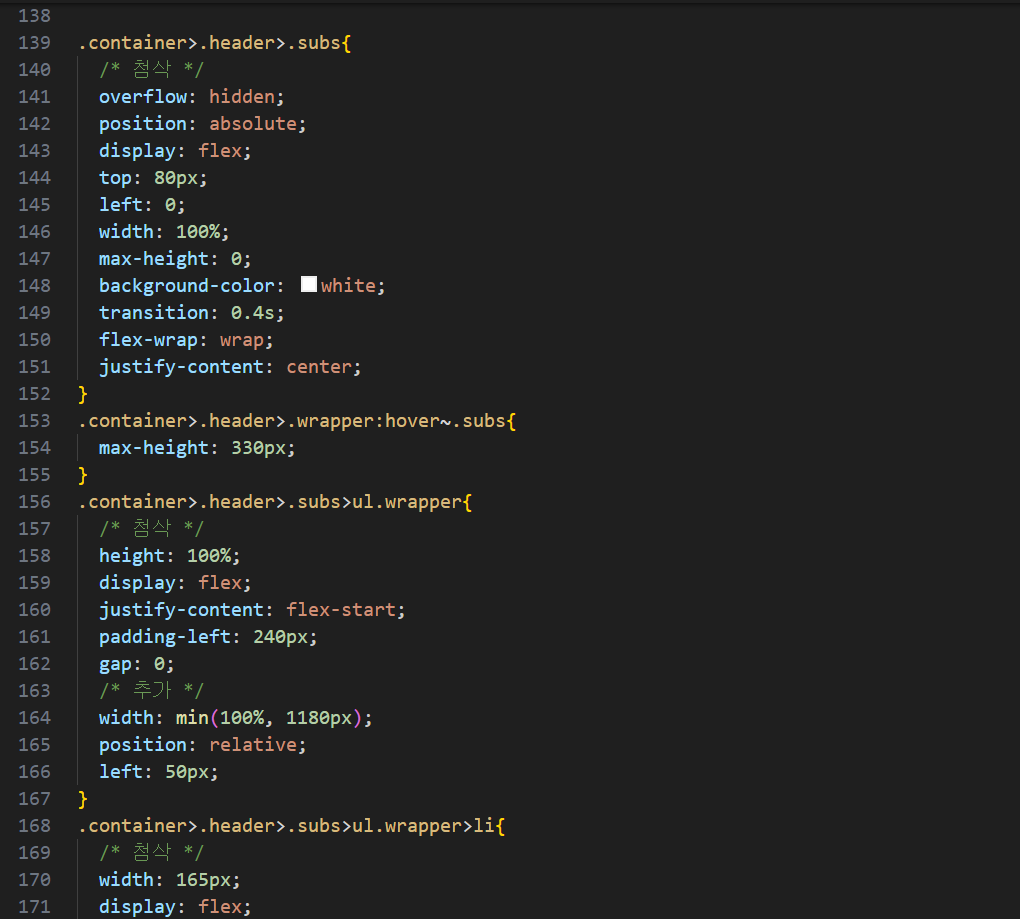 138
139 .container>.header>.subs{
140 /* 첨삭 */
141 overflow: hidden;
142 position: absolute;
143 display: flex;
144 top: 80px;
145 left: 0;
146 width: 100%;
147 max-height: 0;
148 background-color: white;
149 transition: 0.4s;
150 flex-wrap: wrap;
151 justify-content: center;
152 }
153 .container>.header>.wrapper:hover~.subs{
154 max-height: 330px;
155 }
156 .container>.header>.subs>ul.wrapper{
157 /* 첨삭 */
158 height: 100%;
159 display: flex;
160 justify-content: flex-start;
161 padding-left: 240px;
162 gap: 0;
163 /* 추가 */
164 width: min(100%, 1180px);
165 position: relative;
166 left: 50px;
167 }
168 .container>.header>.subs>ul.wrapper>li{
169 /* 첨삭 */
170 width: 165px;
171 display: flex;